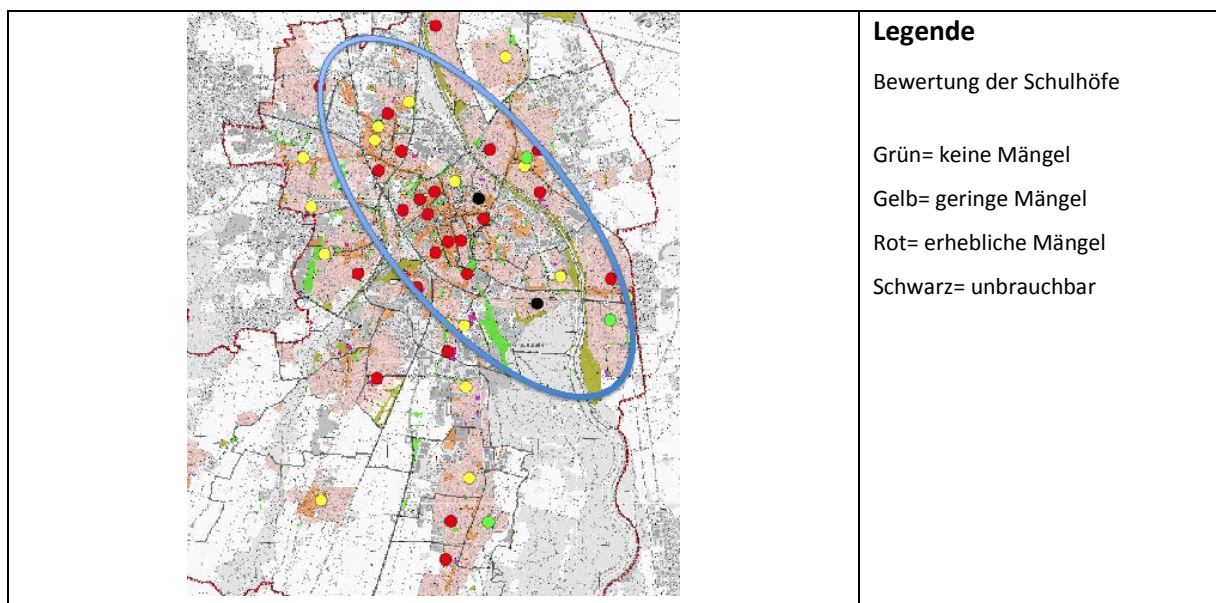 Legende
Bewertung der Schulhöfe
Grün= keine Mängel
Gelb= geringe Mängel
Rot= erhebliche Mängel
Schwarz= unbrauchbar